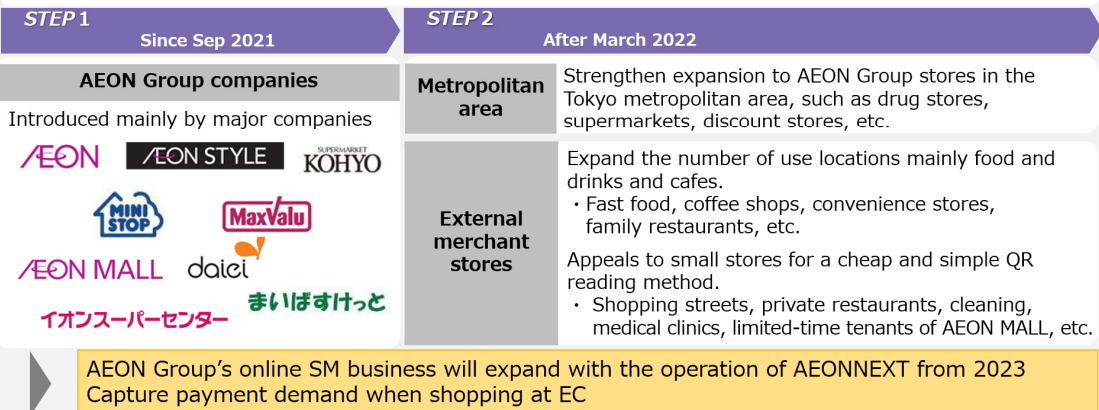 STEP 1
Since Sep 2021
STEP 2
After March 2022
AEON Group companies
Introduced mainly by major companies
ÆON
ÆON STYLE
SUPERMARKET
KOHYO
MINI
STOP
MaxValu
ÆON MALL
daiei
まいばすけっと
イオンスーパーセンター
Metropolitan
area
Strengthen expansion to AEON Group stores in the
Tokyo metropolitan area, such as drug stores,
supermarkets, discount stores, etc.
External
merchant
stores
Expand the number of use locations mainly food and
drinks and cafes.
・Fast food, coffee shops, convenience stores,
family restaurants, etc.
Appeals to small stores for a cheap and simple QR
reading method.
・ Shopping streets, private restaurants, cleaning,
medical clinics, limited-time tenants of AEON MALL, etc.
AEON Group's online SM business will expand with the operation of AEONNEXT from 2023
Capture payment demand when shopping at EC